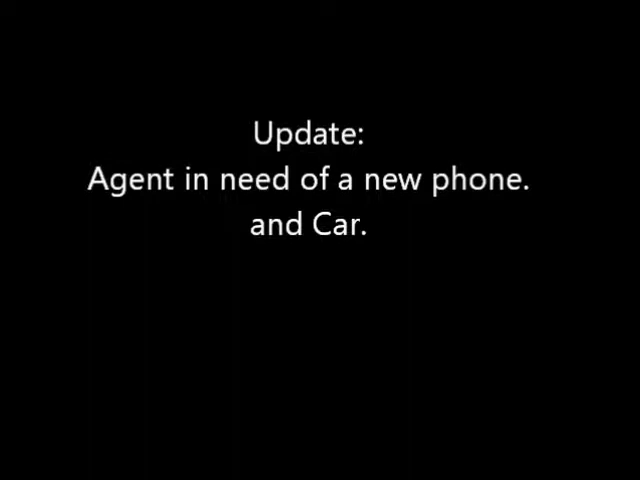 Update:
Agent in need of a new phone.
and Car.